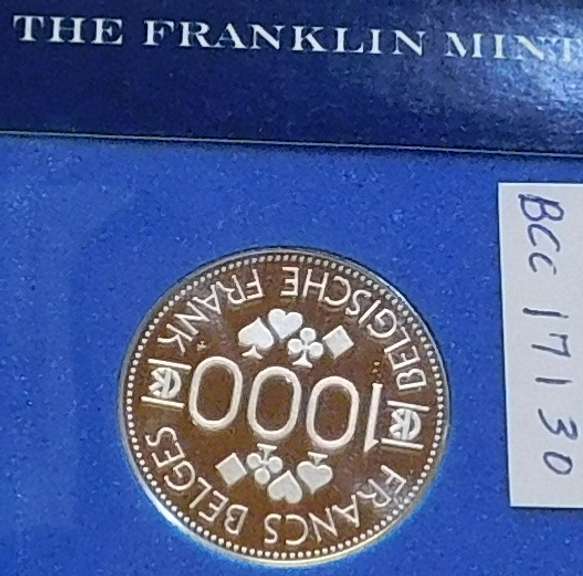 THE FRANKLIN MINT
BCC 17130
FRANCS BELGES
1000
BELGISCHE FRANK